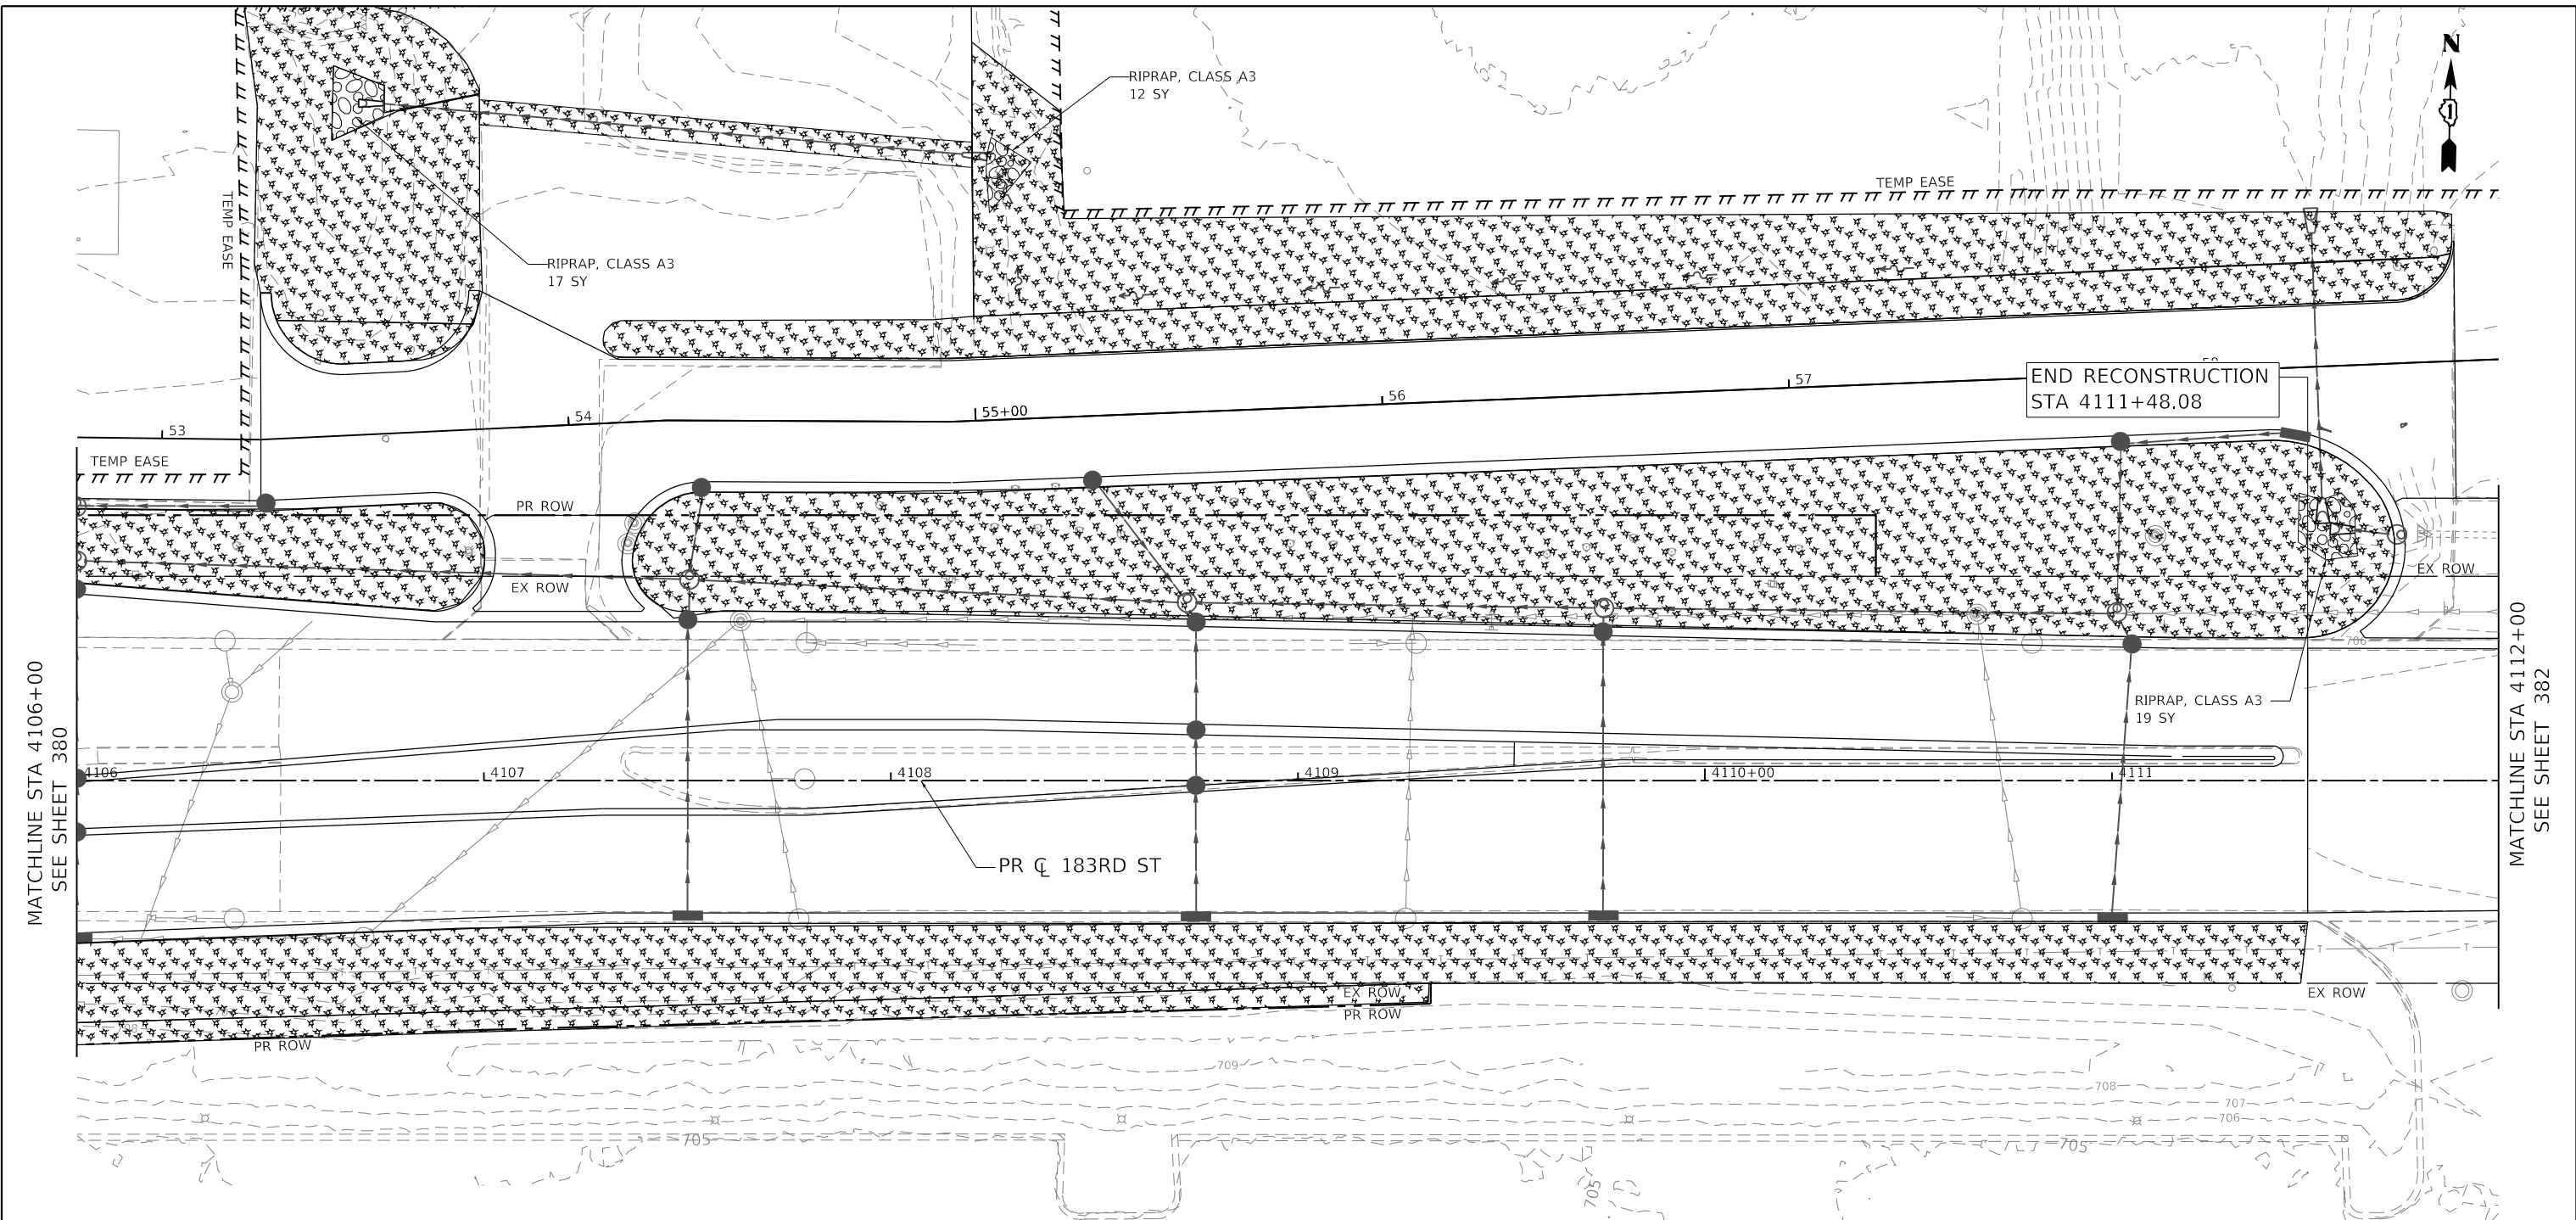 N
RIPRAP, CLASS A3
12 SY
TEMP EASE
TEMP EASE
RIPRAP, CLASS A3
17 SY
END RECONSTRUCTION
STA 4111+48.08
53
54
55+00
56
57
TEMP EASE
PR ROW
EX ROW
EX ROW
706
RIPRAP, CLASS A3
19 SY
MATCHLINE STA 4106+00
SEE SHEET 380
MATCHLINE STA 4112+00
SEE SHEET 382
4106
4107
4108
4109
4110+00
4111
PR ℄ 183RD ST
EX ROW
PR ROW
EX ROW
PR ROW
709
708
707
706
705
705
705